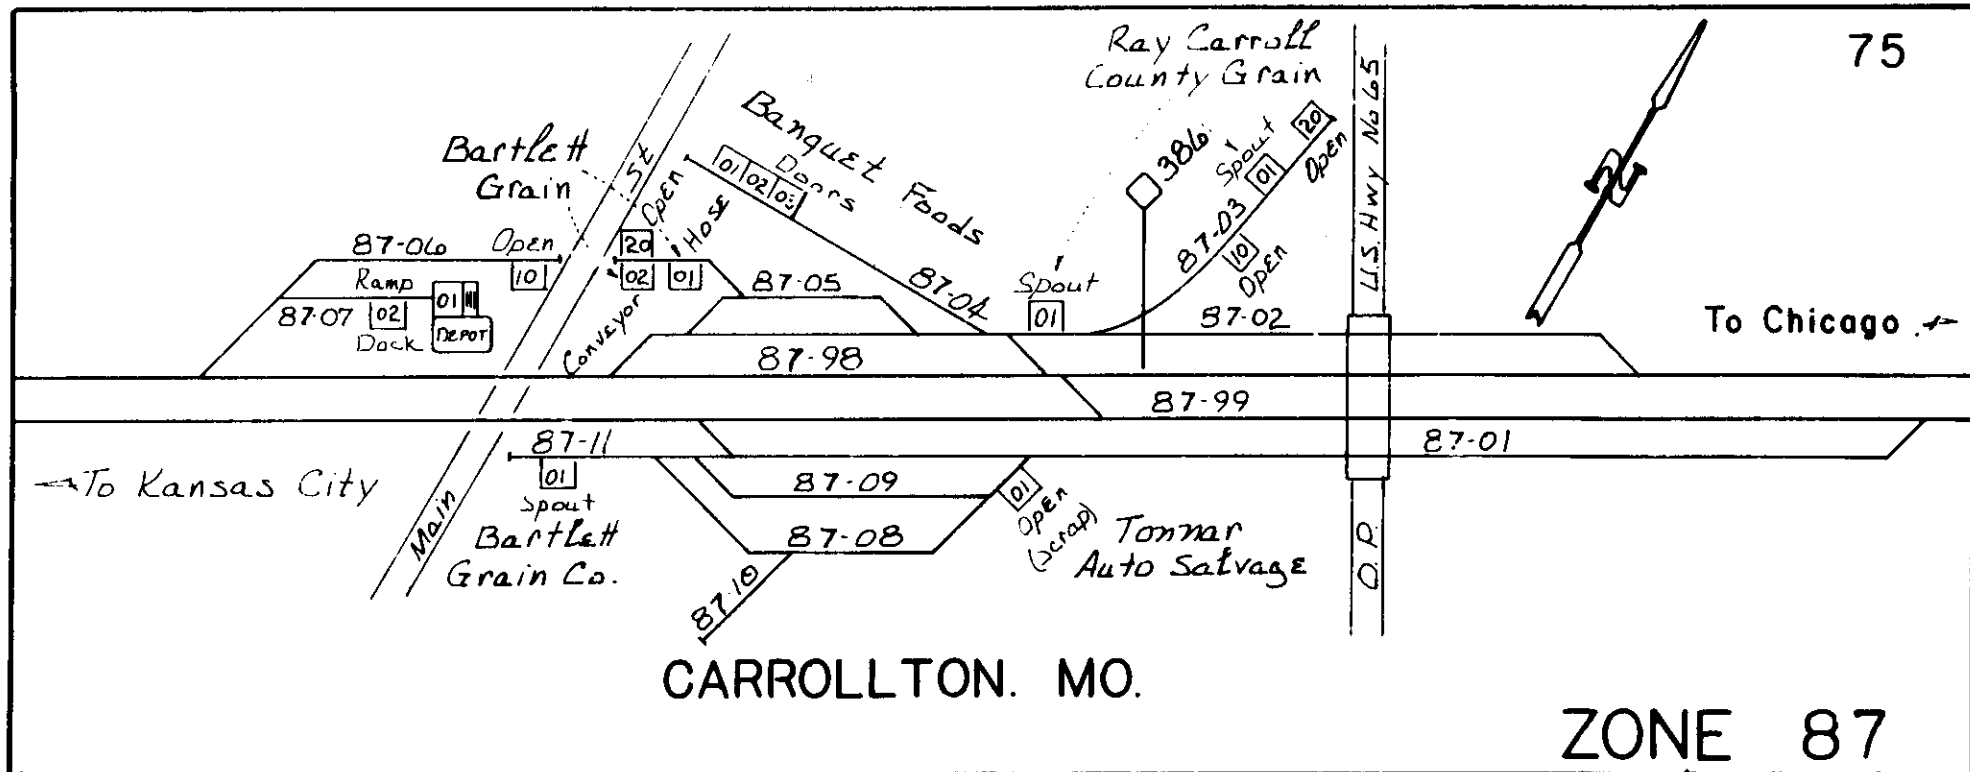 75
Ray Carroll
County Grain
U.S. Hwy No 65
Banquet Foods
Bartlett
Grain
St
Open
Hose
01 02 03
Doors
386
Spout
01
20
Open
87-03
10
Open
N
87-06
Open
10
20
02
01
Conveyor
Ramp
01
87-07
02
Dock
DEPOT
87-05
87-04
Spout
01
87-02
To Chicago
87-98
87-99
87-11
87-01
To Kansas City
01
Spout
Bartlett
Grain Co.
Main
87-09
87-08
87-10
01
Open
(scrap)
Tonnar
Auto Salvage
O.P.
CARROLLTON. MO.
ZONE 87